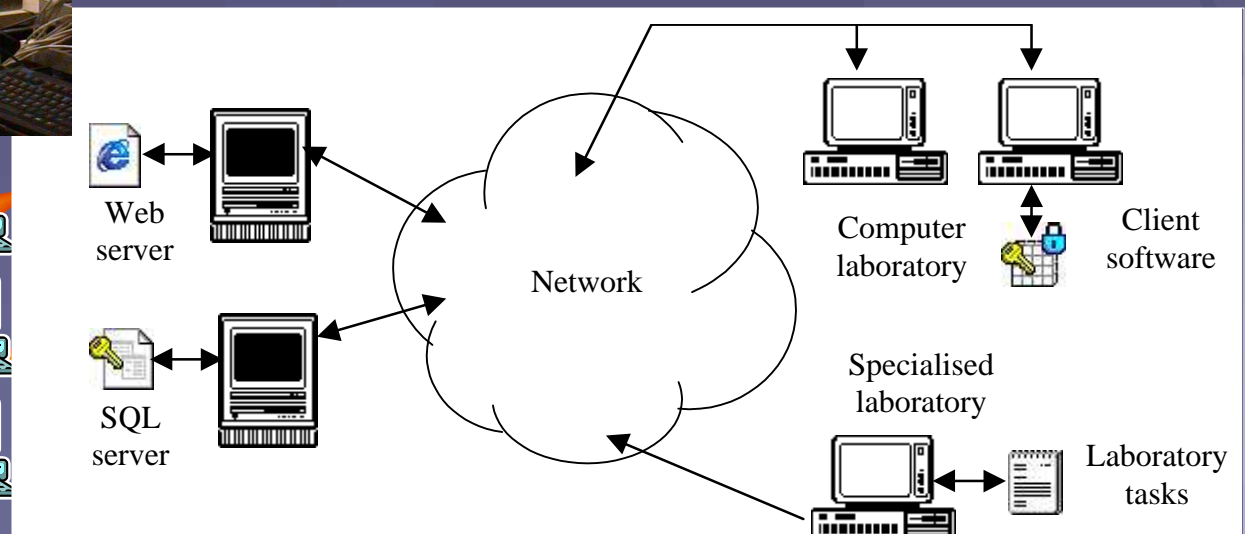 Web
server
Network
Computer
laboratory
Client
software
SQL
server
Specialised
laboratory
Laboratory
tasks